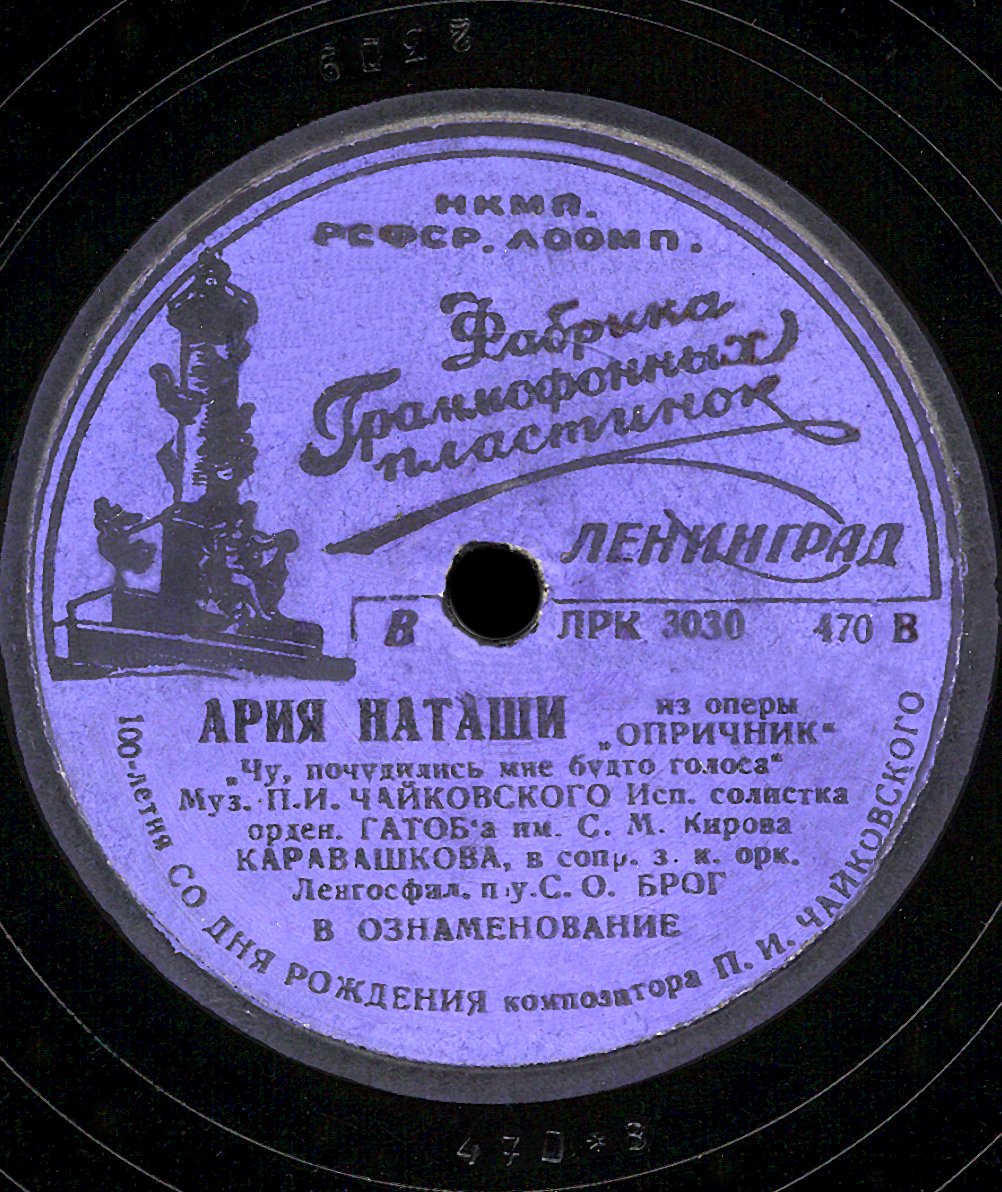 2309
НКМП.
РСФСР. ЛООМП.
Фабрика
Граммофонных
пластинок
ЛЕНИНГРАД
В ЛРК 3030 470 В
АРИЯ НАТАШИ из оперы
„ОПРИЧНИК“
„Чу, почудились мне будто голоса“
Муз. П.И. ЧАЙКОВСКОГО Исп. солистка
орден. ГАТОБ'а им. С. М. Кирова
КАРАВАШКОВА, в сопр. з. к. орк.
Ленгосфил. п/у. С. О. БРОГ
В ОЗНАМЕНОВАНИЕ
100-летия СО ДНЯ РОЖДЕНИЯ композитора П. И. ЧАЙКОВСКОГО
470*В